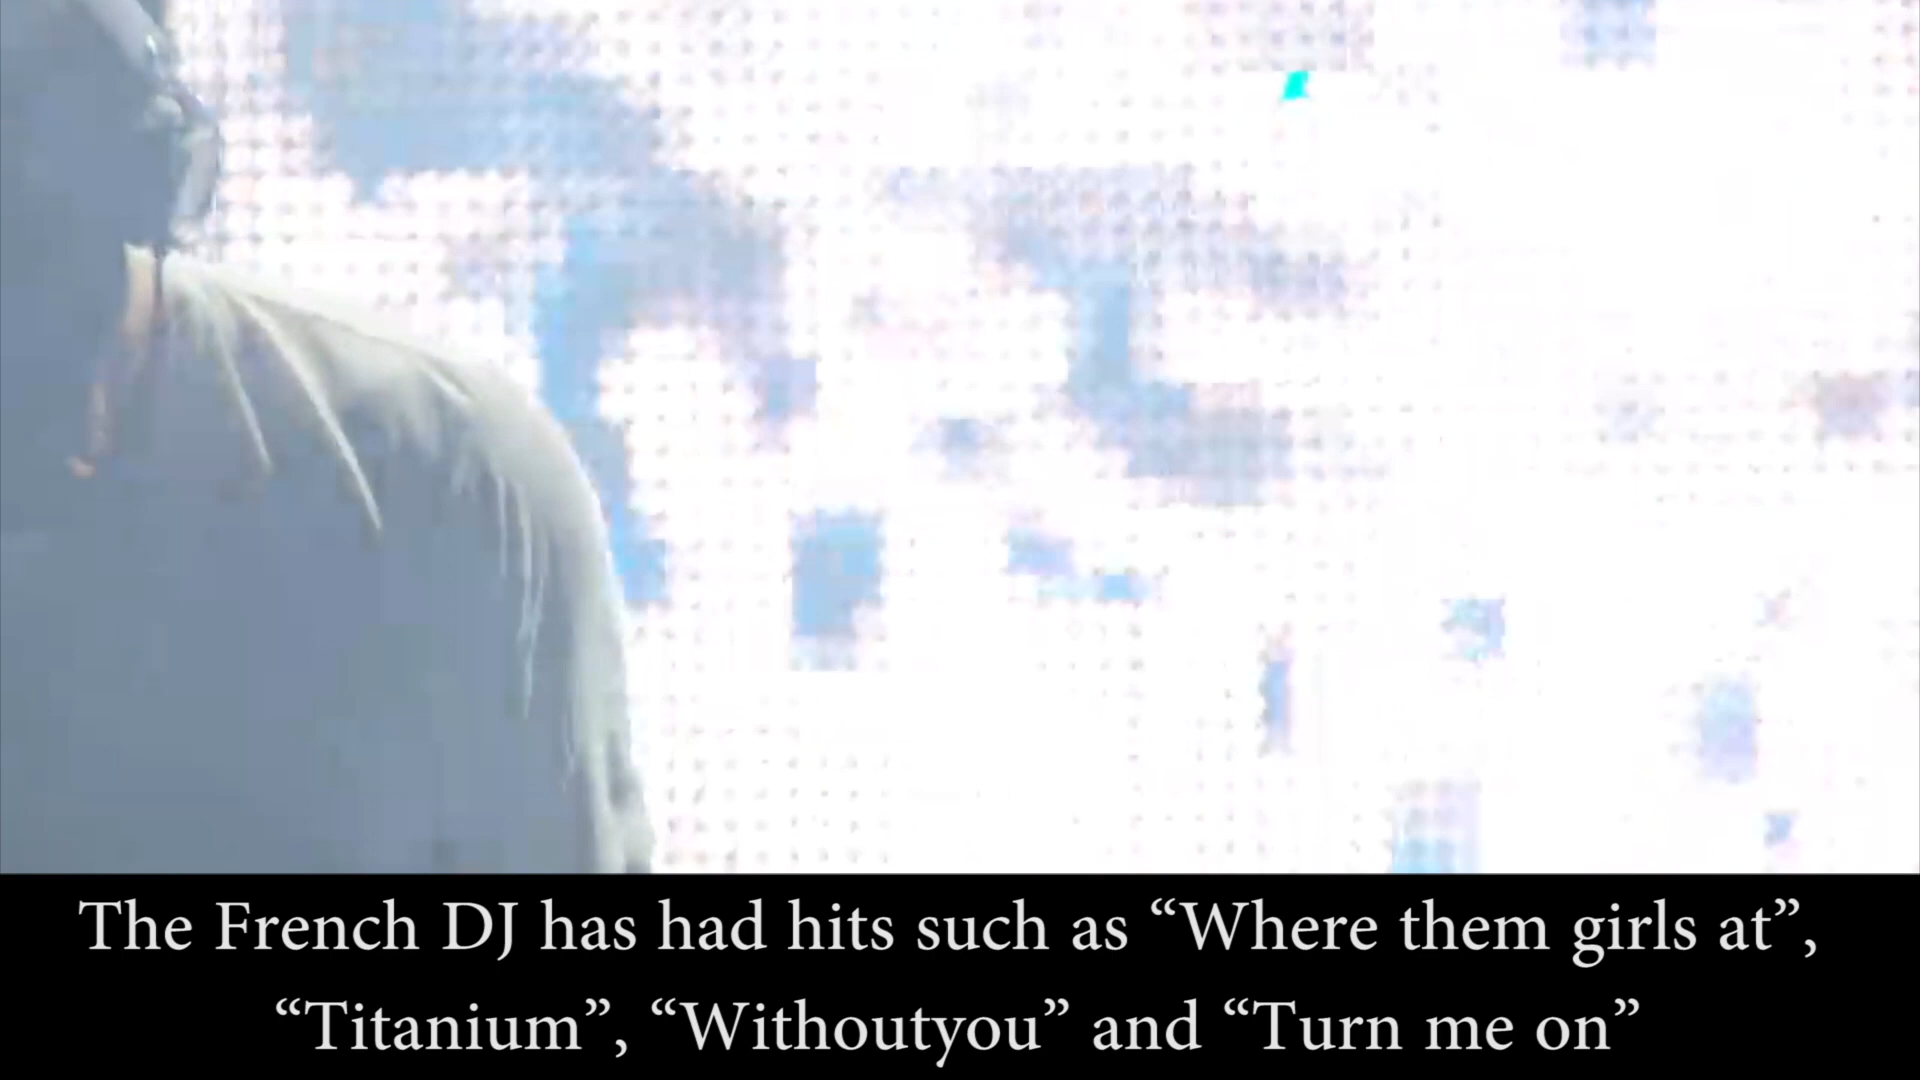 The French DJ has had hits such as “Where them girls at”,
“Titanium”, “Withoutyou” and “Turn me on”